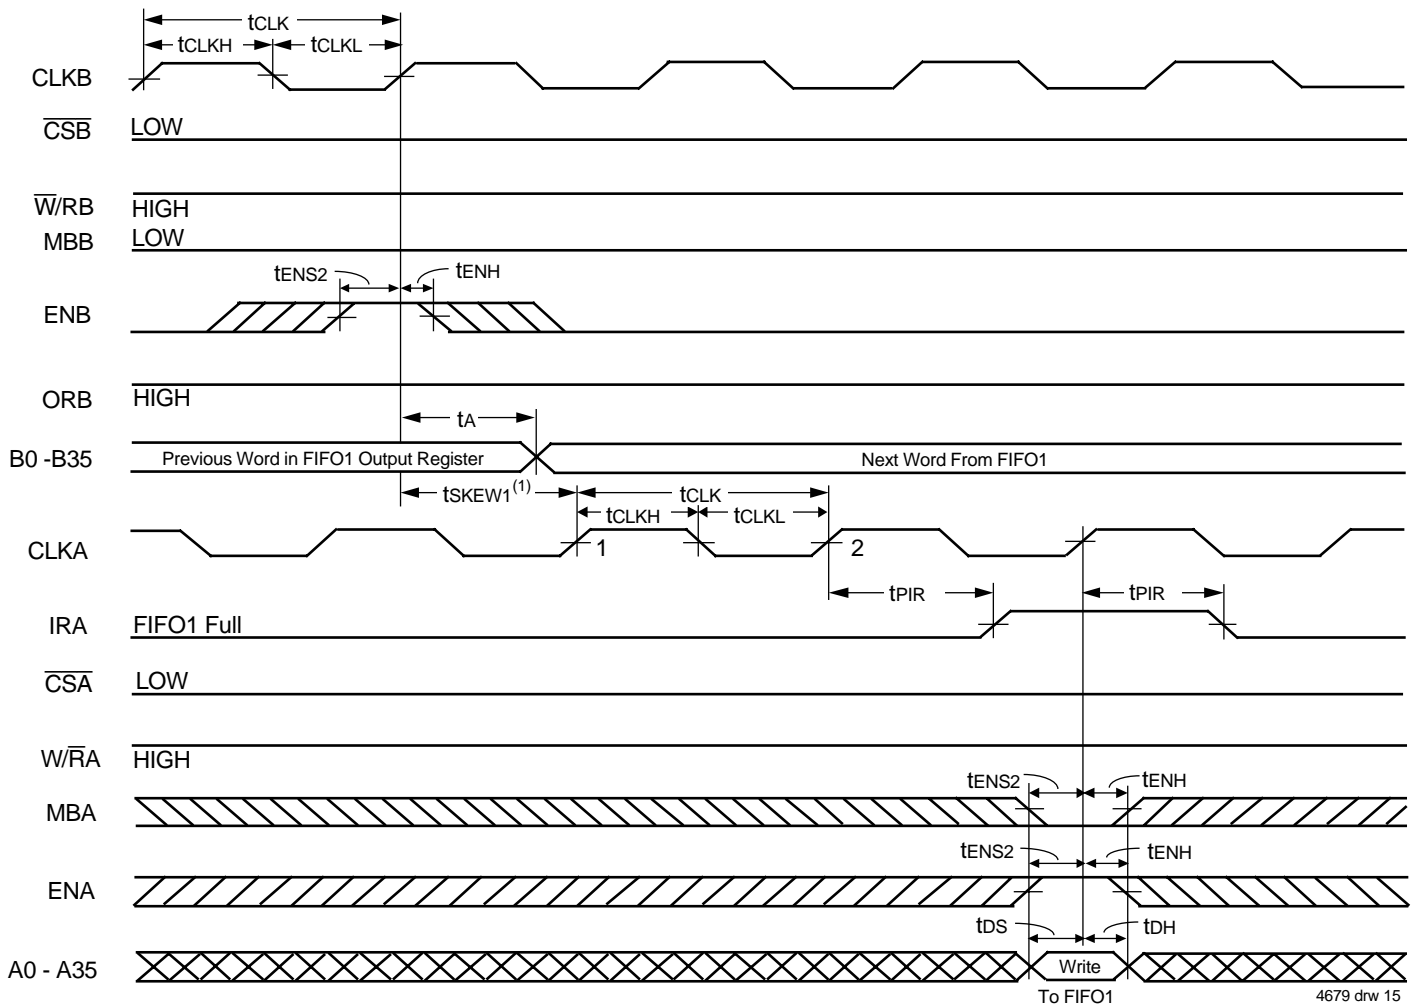 tCLK
tCLKH tCLKL
CLKB
CSB LOW
W/RB HIGH
MBB LOW
tENS2 tENH
ENB
ORB HIGH
tA
B0 -B35 Previous Word in FIFO1 Output Register Next Word From FIFO1
tSKEW1(1) tCLK
tCLKH tCLKL
CLKA 1 2
tPIR tPIR
IRA FIFO1 Full
CSA LOW
W/RA HIGH
tENS2 tENH
MBA
tENS2 tENH
ENA
tDS tDH
A0 - A35 Write
To FIFO1 4679 drw 15